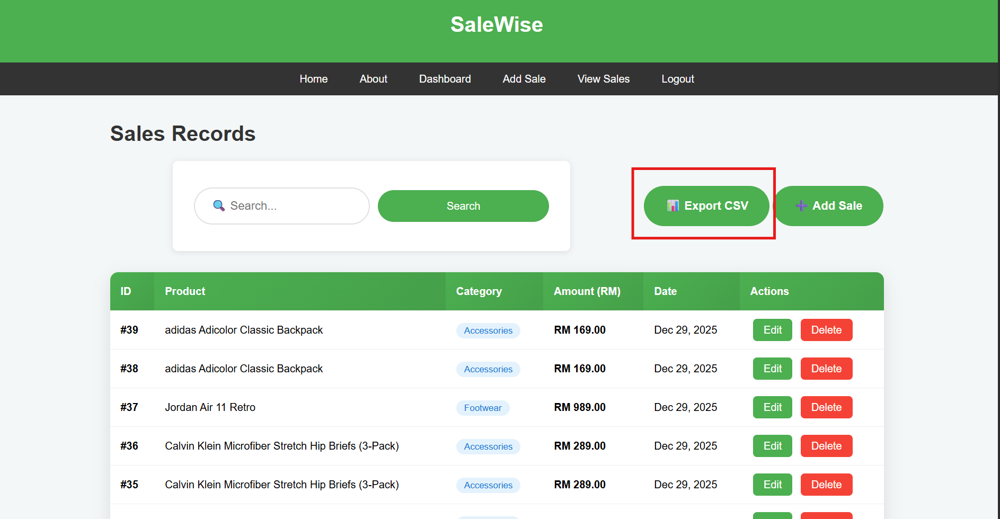 SaleWise
Home About Dashboard Add Sale View Sales Logout
Sales Records
🔍 Search... Search 📊 Export CSV ➕ Add Sale
ID Product Category Amount (RM) Date Actions
#39 adidas Adicolor Classic Backpack Accessories RM 169.00 Dec 29, 2025 Edit Delete
#38 adidas Adicolor Classic Backpack Accessories RM 169.00 Dec 29, 2025 Edit Delete
#37 Jordan Air 11 Retro Footwear RM 989.00 Dec 29, 2025 Edit Delete
#36 Calvin Klein Microfiber Stretch Hip Briefs (3-Pack) Accessories RM 289.00 Dec 29, 2025 Edit Delete
#35 Calvin Klein Microfiber Stretch Hip Briefs (3-Pack) Accessories RM 289.00 Dec 29, 2025 Edit Delete